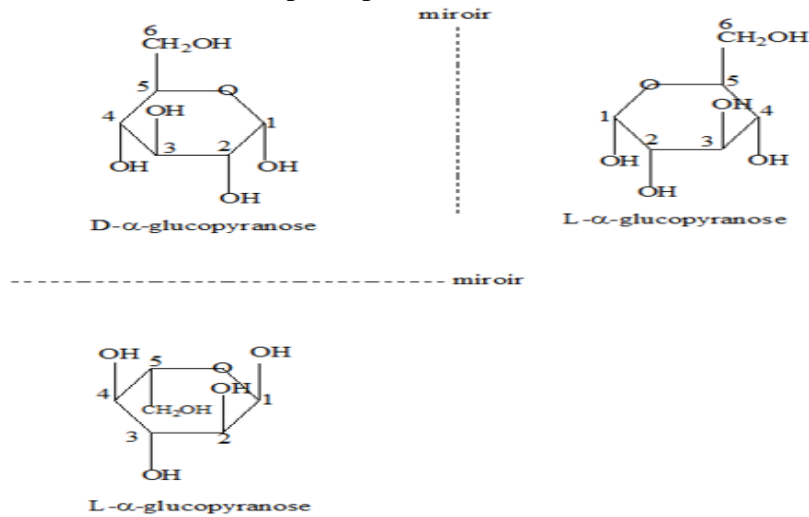 miroir
6
CH₂OH
5
O
OH
4
1
3
2
OH
OH
OH
D-α-glucopyranose
6
CH₂OH
O
5
OH
1
4
2
3
OH
OH
OH
L-α-glucopyranose
miroir
OH
5
O
OH
OH
4
CH₂OH
1
3
2
OH
L-α-glucopyranose